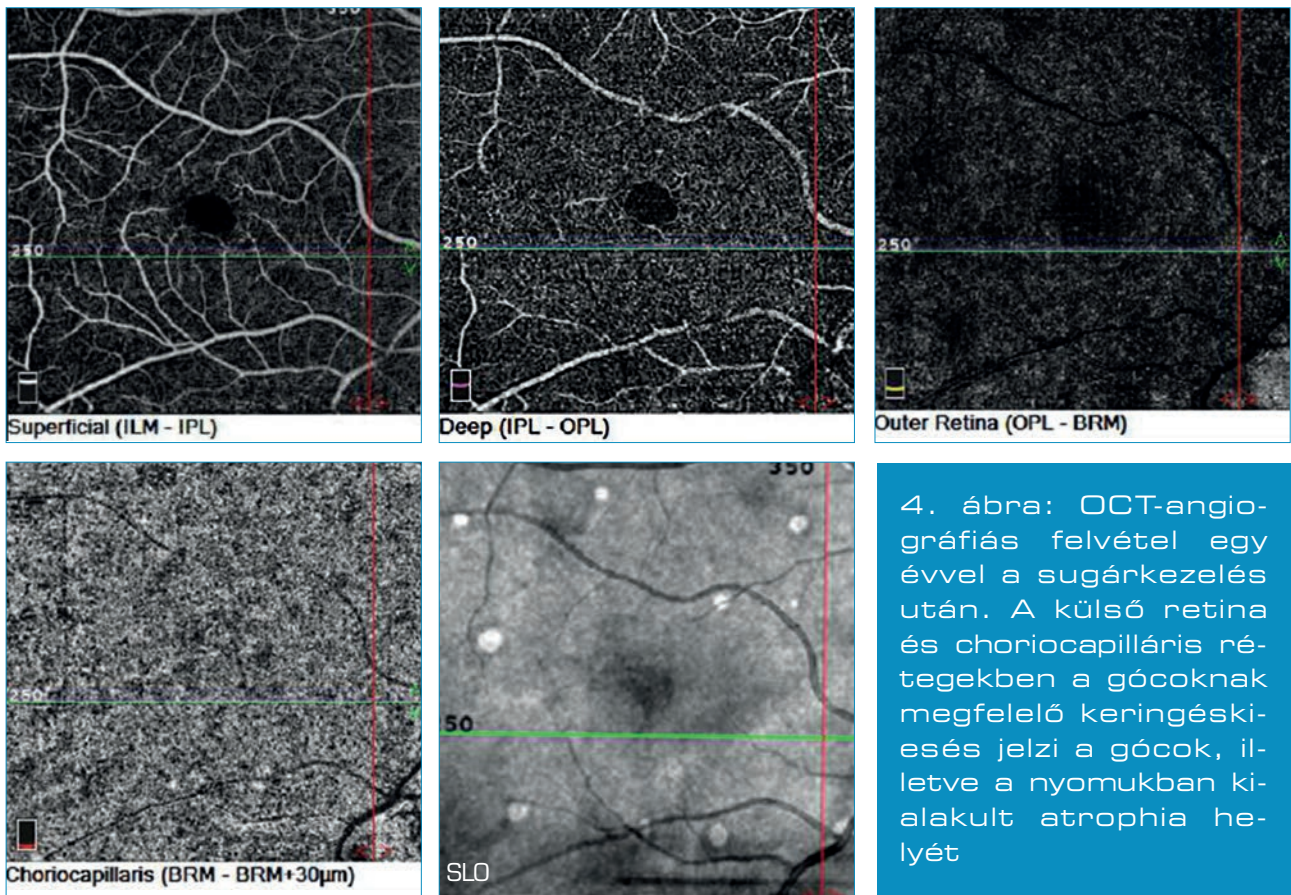 350
250
Superficial (ILM - IPL)
250
Deep (IPL - OPL)
250
Outer Retina (OPL - BRM)
250
Choriocapillaris (BRM - BRM+30µm)
350
50
SLO
4. ábra: OCT-angio-
gráfiás felvétel egy
évvel a sugárkezelés
után. A külső retina
és choriocapilláris ré-
tegekben a gócoknak
megfelelő keringéski-
esés jelzi a gócok, il-
letve a nyomukban ki-
alakult atrophia he-
lyét